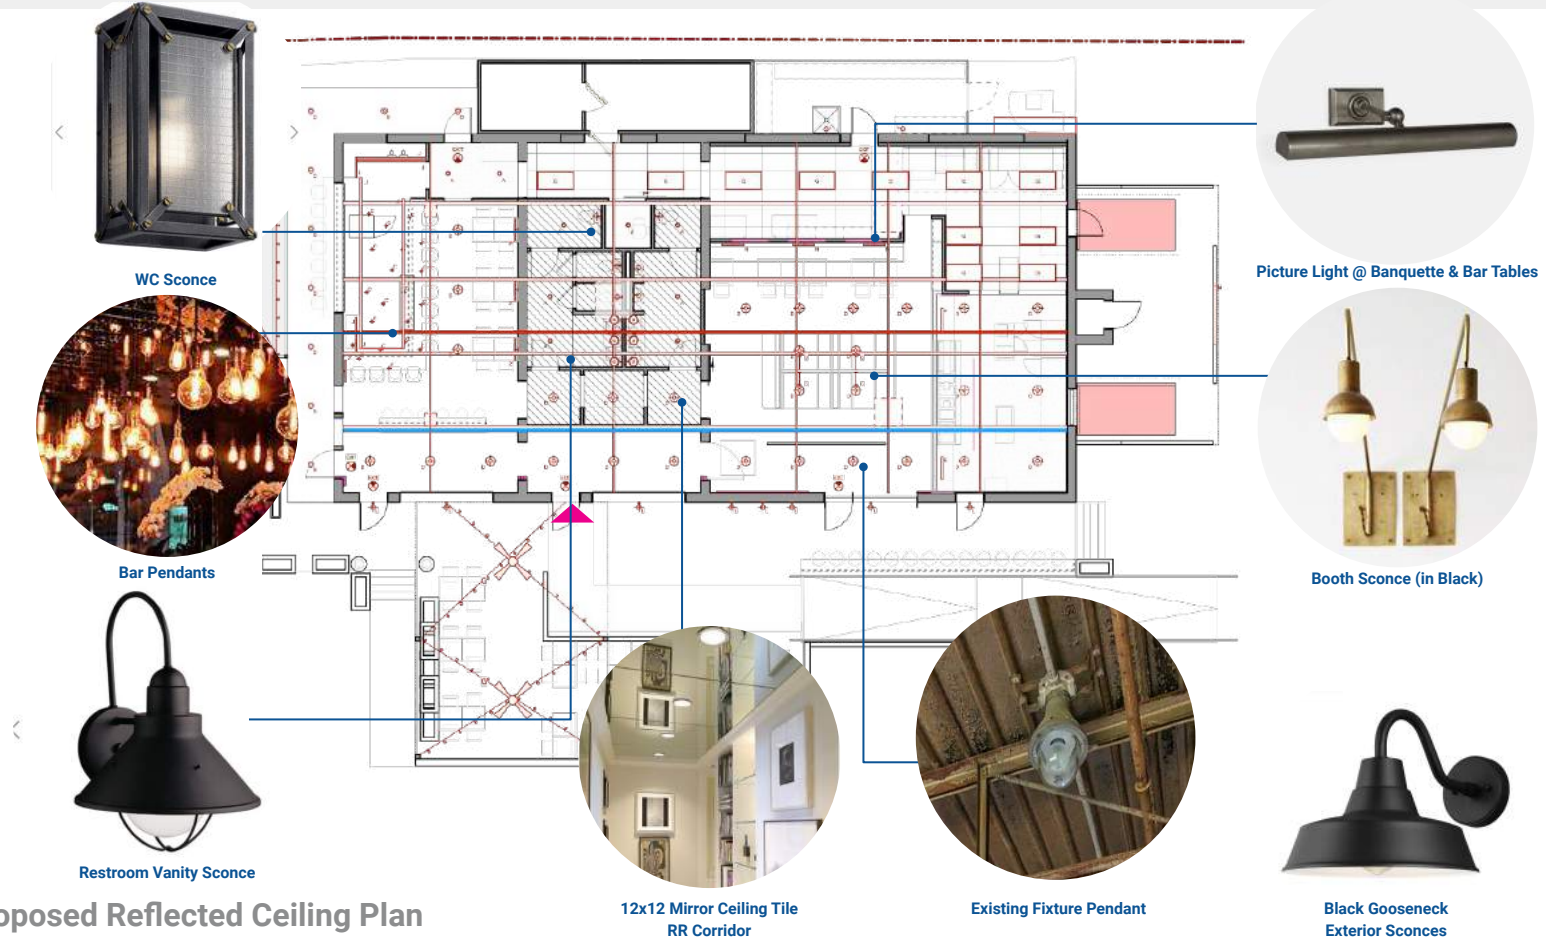 WC Sconce
Picture Light @ Banquette & Bar Tables
Bar Pendants
Booth Sconce (in Black)
Restroom Vanity Sconce
12x12 Mirror Ceiling Tile
RR Corridor
Existing Fixture Pendant
Black Gooseneck
Exterior Sconces
oposed Reflected Ceiling Plan